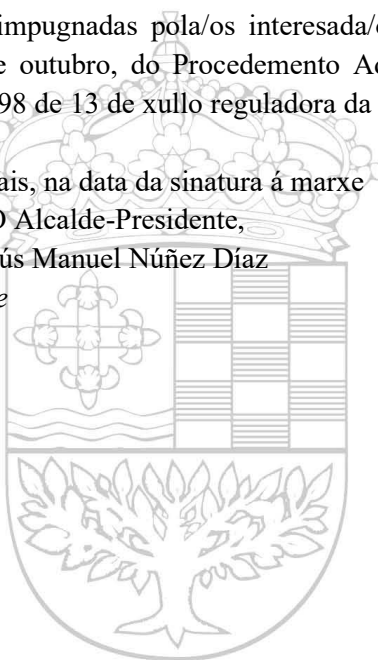 impugnadas pola/os interesada/
e outubro, do Procedemento
98 de 13 de xullo reguladora da
ais, na data da sinatura á marxe
O Alcalde-Presidente,
ús Manuel Núñez Díaz
e